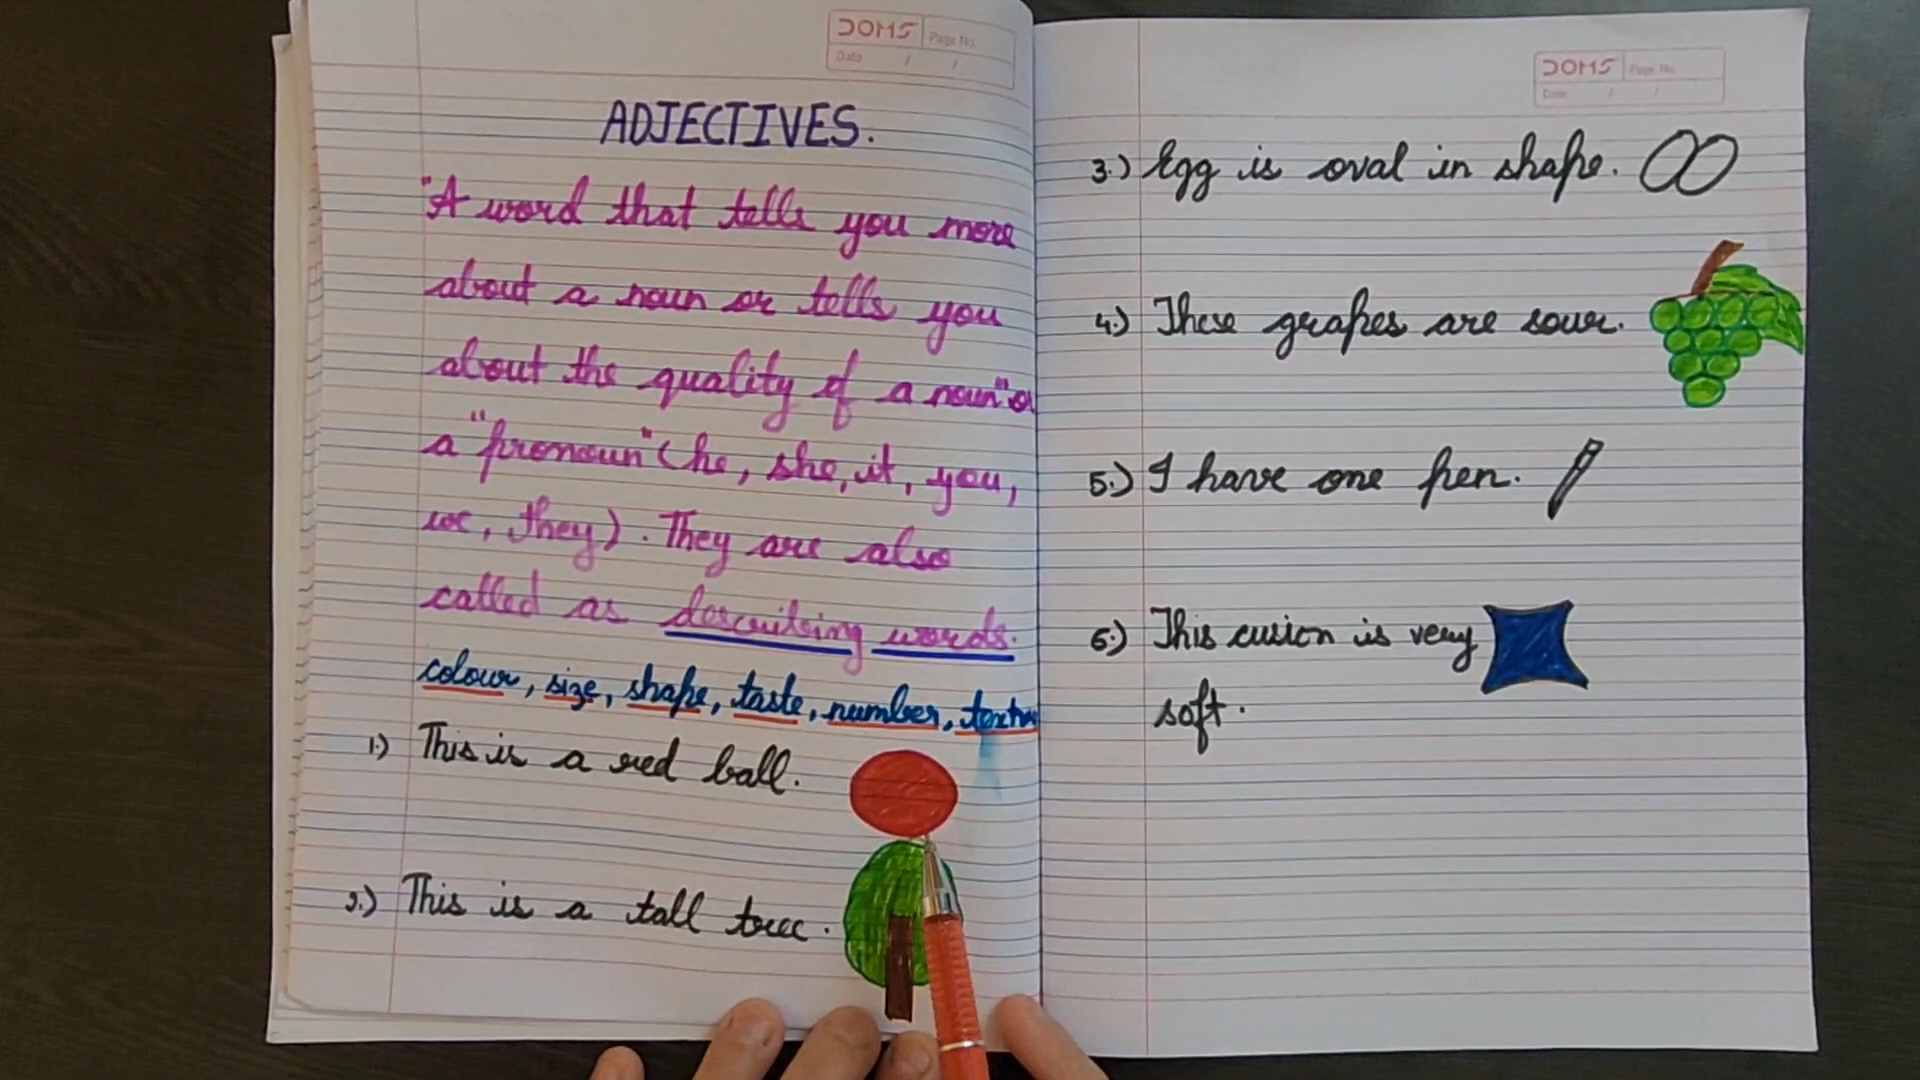 DOMS Page No.
Date / /
ADJECTIVES.
"A word that tells you more
about a noun or tells you
about the quality of a noun" or
a "pronoun" (he, she, it, you,
we, they). They are also
called as describing words.
colour, size, shape, taste, number, textu
1.) This is a red ball.
2.) This is a tall tree.
DOMS Page No.
Date / /
3.) Egg is oval in shape.
4.) These grapes are sour.
5.) I have one pen.
6.) This cusion is very
soft.